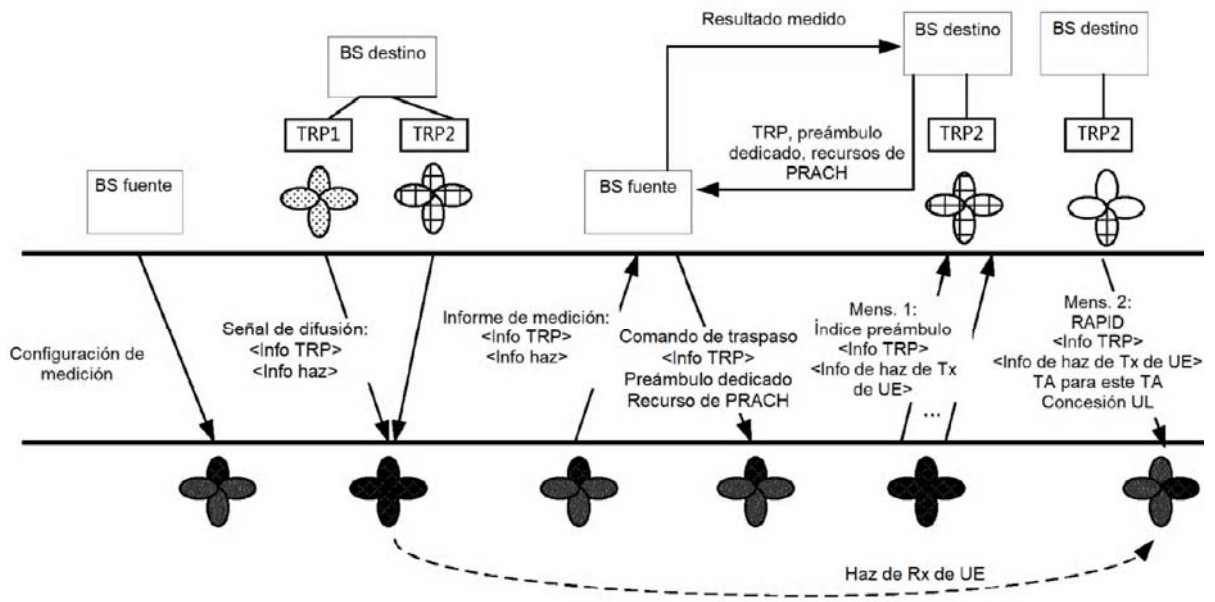 Resultado medido
BS destino
BS destino
BS destino
TRP1
TRP2
TRP2
TRP2
TRP, preámbulo
dedicado, recursos de
PRACH
BS fuente
BS fuente
Configuración de
medición
Señal de difusión:
<Info TRP>
<Info haz>
Informe de medición:
<Info TRP>
<Info haz>
Comando de traspaso
<Info TRP>
Preámbulo dedicado
Recurso de PRACH
Mens. 1:
Índice preámbulo
<Info TRP>
<Info de haz de Tx
de UE>
...
Mens. 2:
RAPID
<Info TRP>
<Info de haz de Tx de UE>
TA para este TA
Concesión UL
Haz de Rx de UE